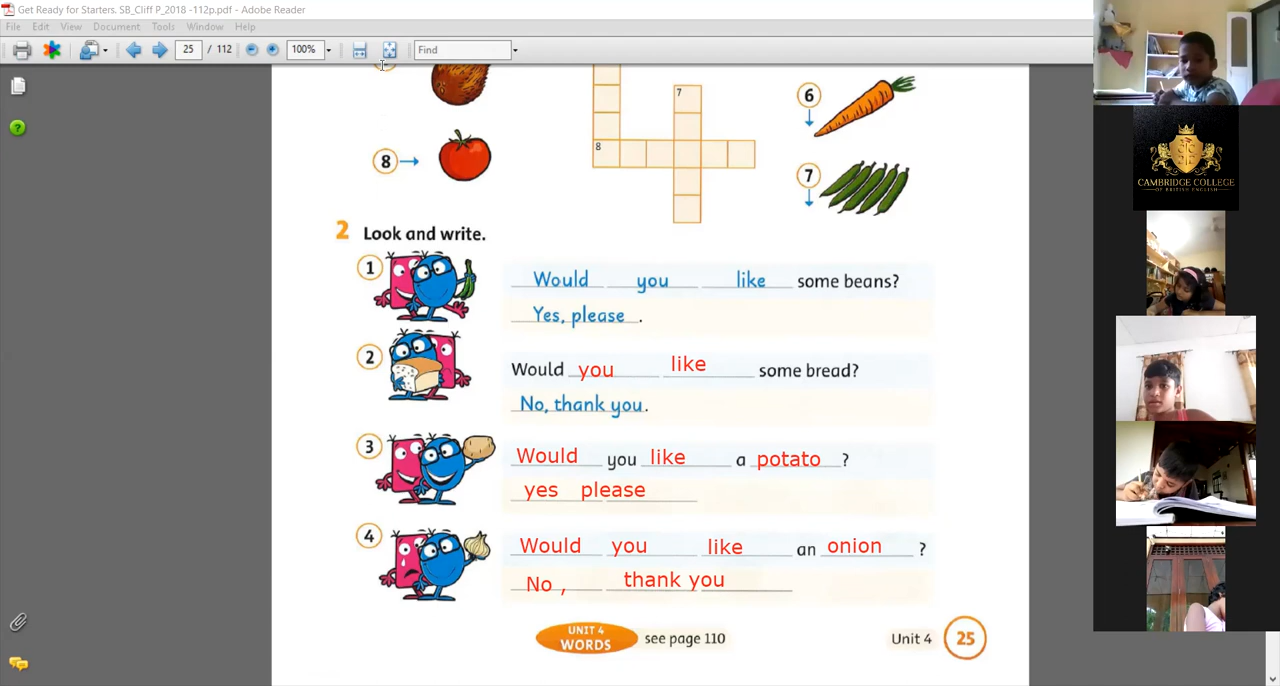 Get Ready for Starters. SB_Cliff P_2018 -112p.pdf - Adobe Reader
File Edit View Document Tools Window Help
25 / 112 100% Find
7
6
8
8
7
2 Look and write.
1 Would you like some beans?
Yes, please .
2 Would you like some bread?
No, thank you.
3 Would you like a potato ?
yes please
4 Would you like an onion ?
No , thank you
UNIT 4
WORDS see page 110 Unit 4 25
CAMBRIDGE COLLEGE
OF BRITISH ENGLISH